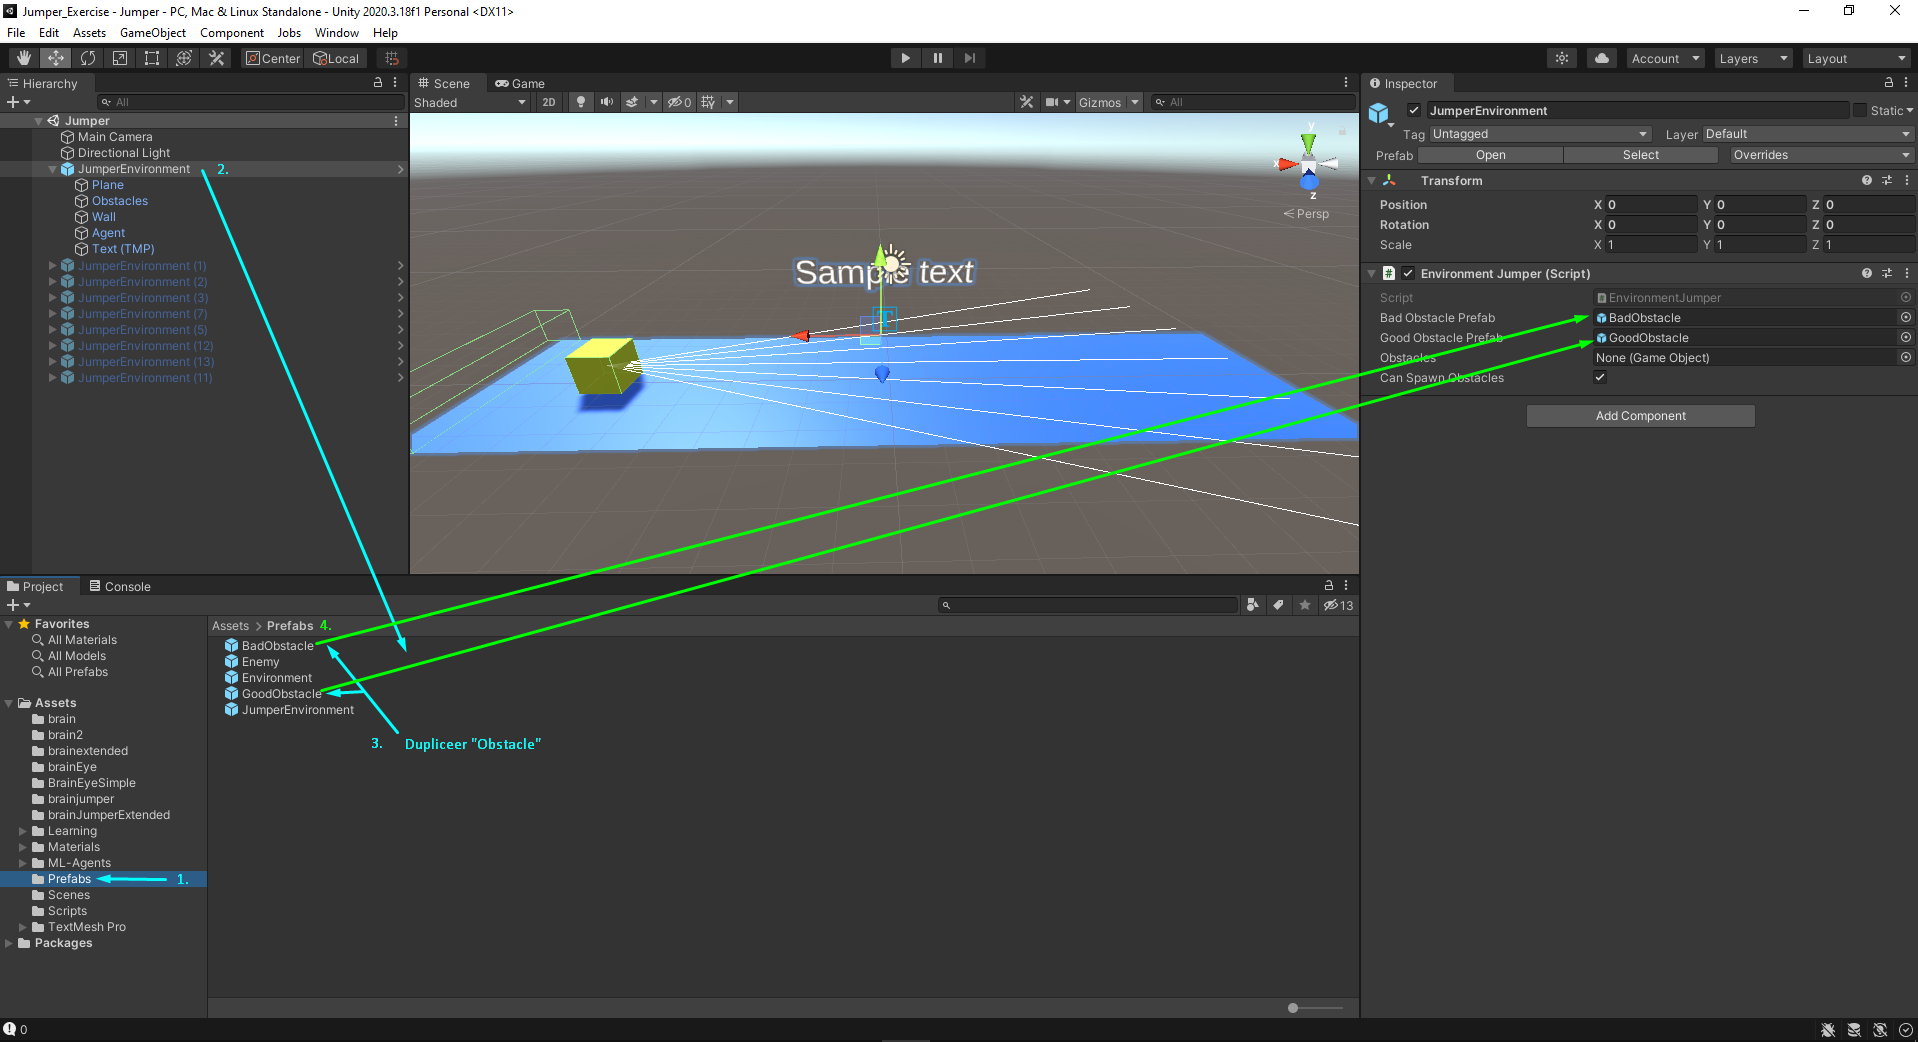 Jumper_Exercise - Jumper - PC, Mac & Linux Standalone - Unity 2020.3.18f1 Personal <DX11>
File Edit Assets GameObject Component Jobs Window Help
Center Local Account Layers Layout
Hierarchy
All
Jumper
Main Camera
Directional Light
JumperEnvironment 2.
Plane
Obstacles
Wall
Agent
Text (TMP)
JumperEnvironment (1)
JumperEnvironment (2)
JumperEnvironment (3)
JumperEnvironment (7)
JumperEnvironment (5)
JumperEnvironment (12)
JumperEnvironment (13)
JumperEnvironment (11)
Scene Game
Shaded 2D 0 Gizmos All
y
x
z
Persp
Sample text
Inspector
JumperEnvironment Static
Tag Untagged Layer Default
Prefab Open Select Overrides
Transform
Position X 0 Y 0 Z 0
Rotation X 0 Y 0 Z 0
Scale X 1 Y 1 Z 1
# Environment Jumper (Script)
Script EnvironmentJumper
Bad Obstacle Prefab BadObstacle
Good Obstacle Prefab GoodObstacle
Obstacles None (Game Object)
Can Spawn Obstacles
Add Component
Project Console
13
Favorites
All Materials
All Models
All Prefabs
Assets
brain
brain2
brainextended
brainEye
BrainEyeSimple
brainjumper
brainJumperExtended
Learning
Materials
ML-Agents
Prefabs 1.
Scenes
Scripts
TextMesh Pro
Packages
Assets > Prefabs 4.
BadObstacle
Enemy
Environment
GoodObstacle
JumperEnvironment
3. Dupliceer "Obstacle"
0